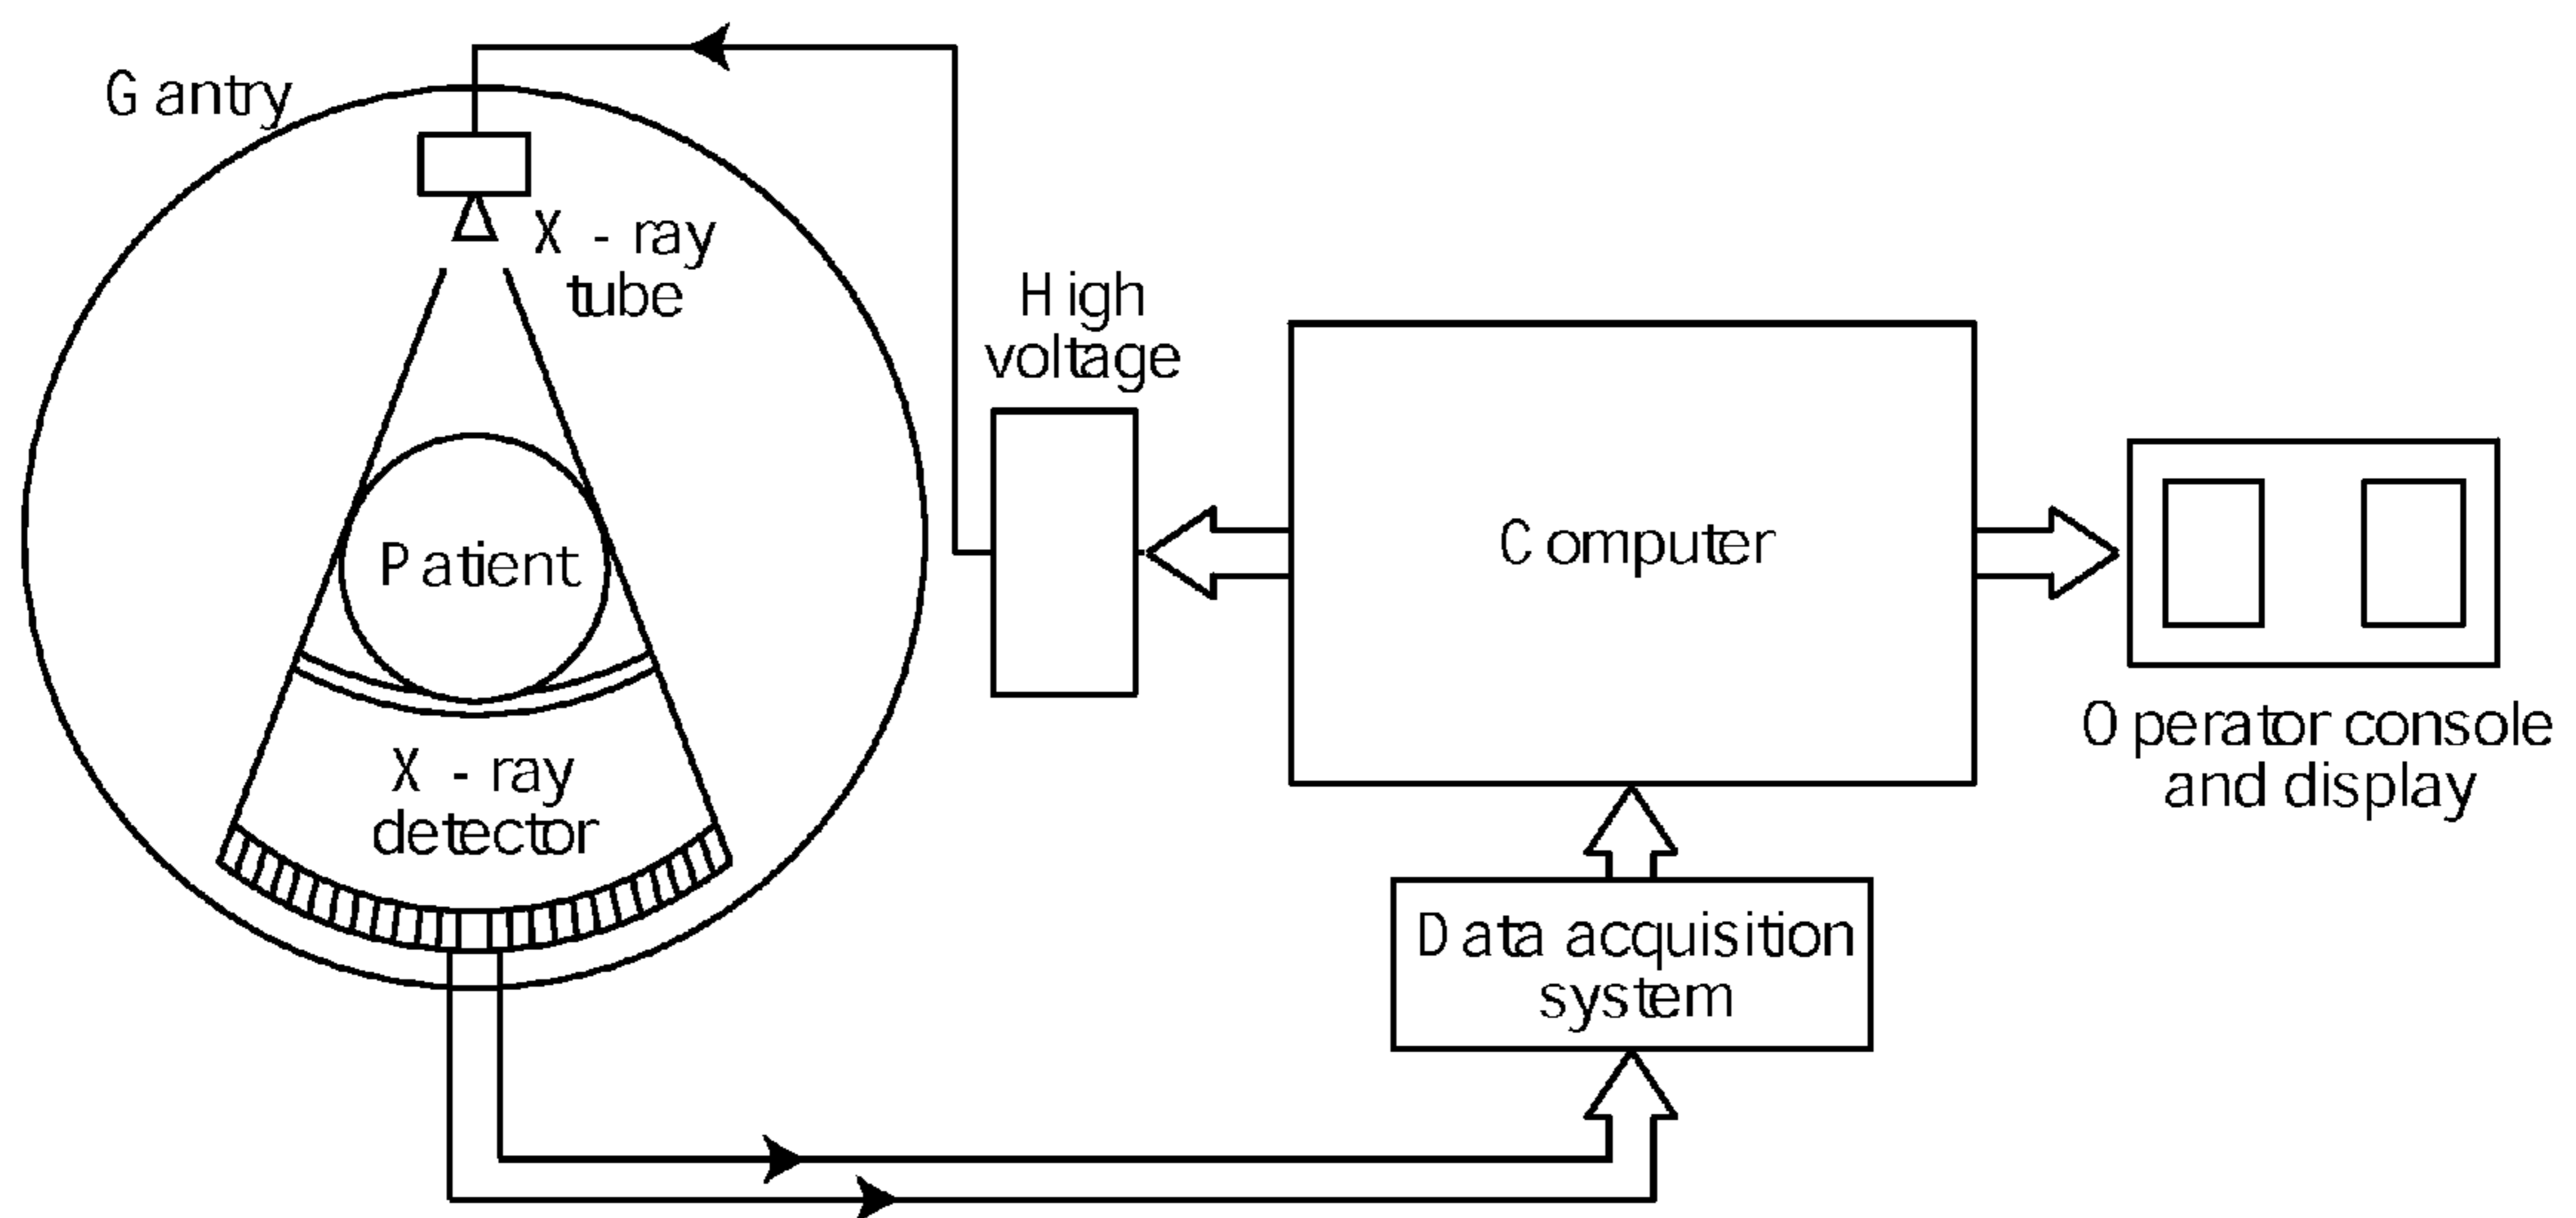 Gantry
X - ray
tube
High
voltage
Patient
Computer
X - ray
detector
Operator console
and display
Data acquisition
system